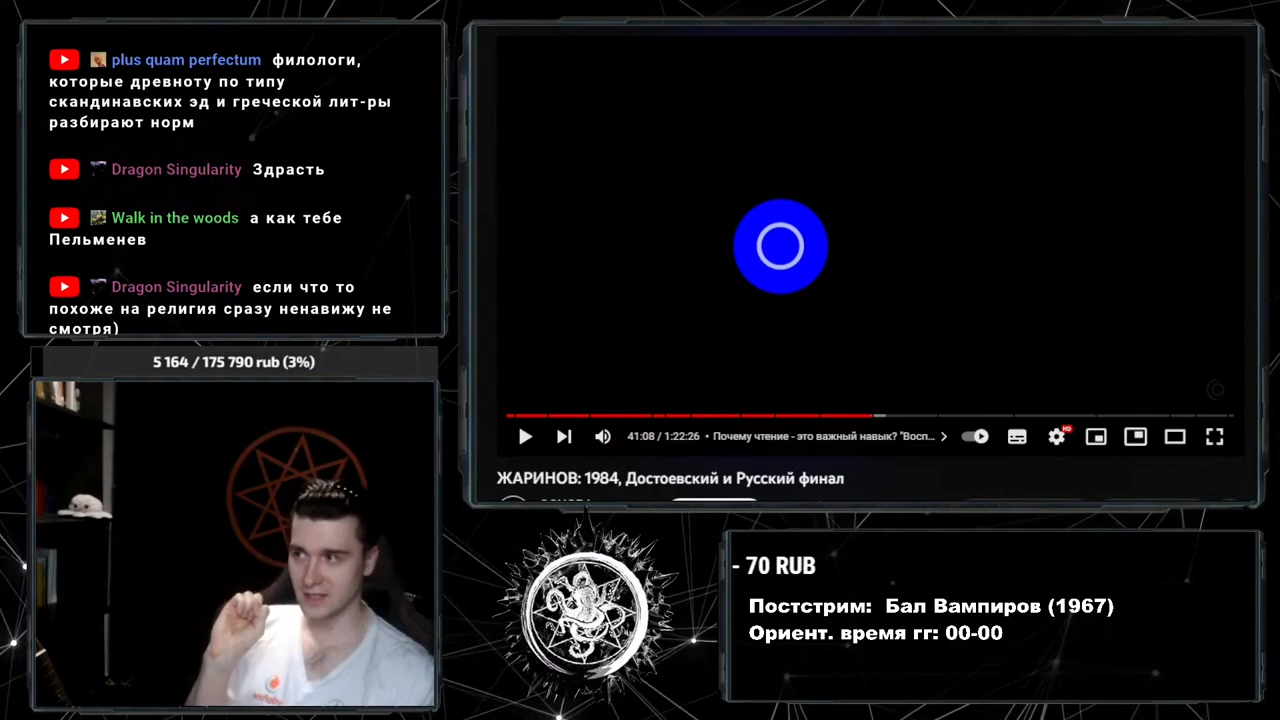 plus quam perfectum филологи,
которые древноту по типу
скандинавских эд и греческой лит-ры
разбирают норм
Dragon Singularity Здрасть
Walk in the woods а как тебе
Пельменев
Dragon Singularity если что то
похоже на религия сразу ненавижу не
смотря)
5 164 / 175 790 rub (3%)
41:08 / 1:22:26 • Почему чтение - это важный навык? "Восп...
HD
ЖАРИНОВ: 1984, Достоевский и Русский финал
- 70 RUB
Постстрим: Бал Вампиров (1967)
Ориент. время гг: 00-00